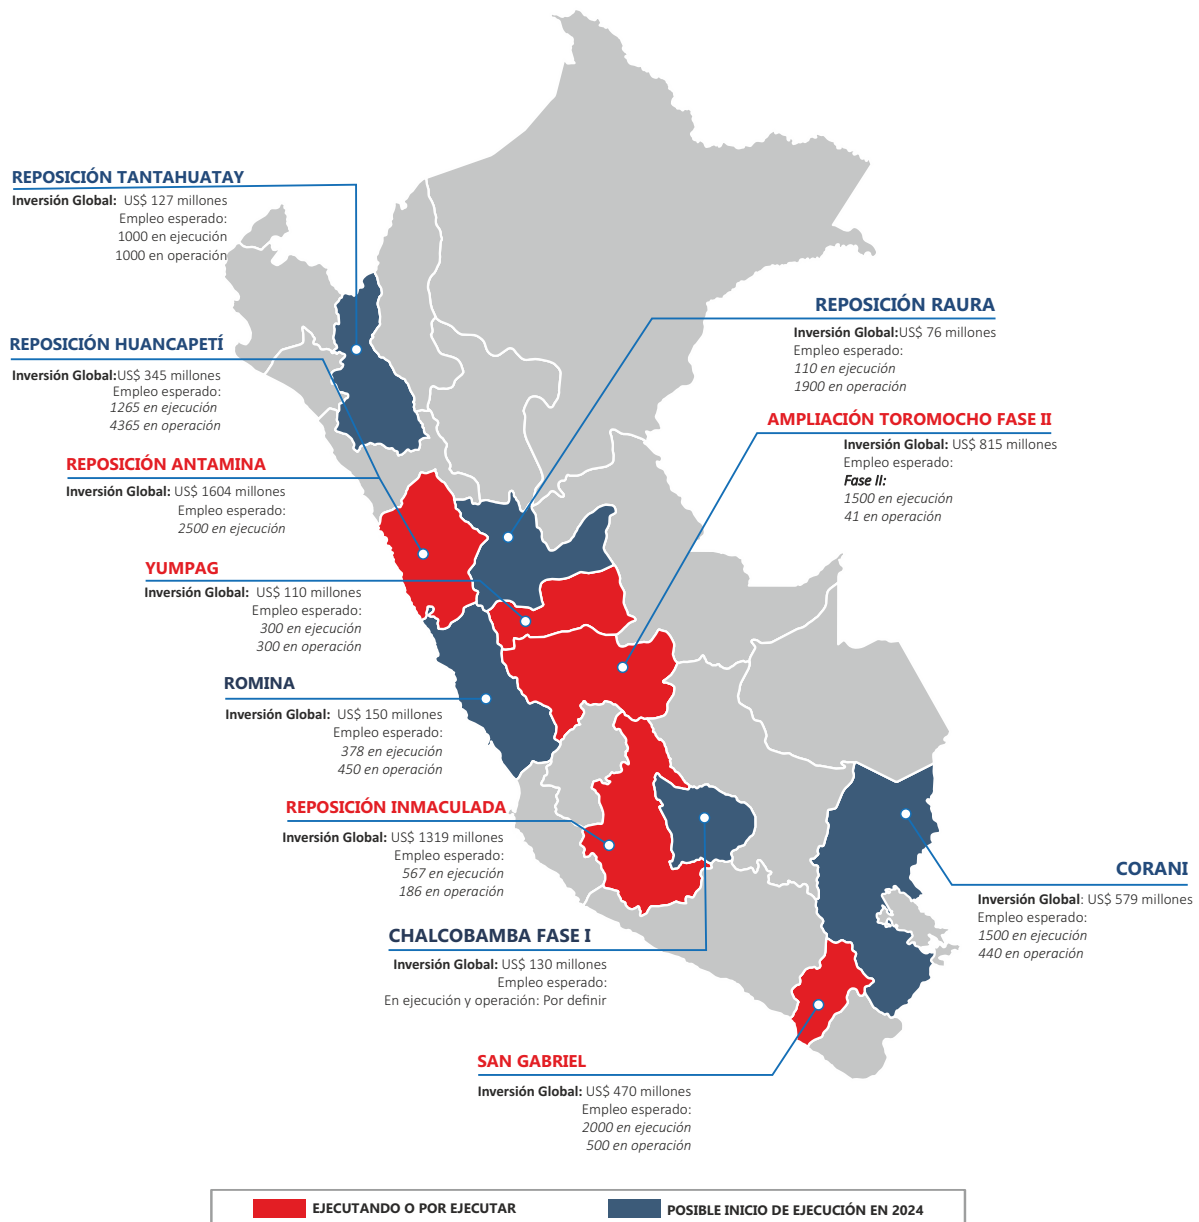 REPOSICIÓN TANTAHUATAY
Inversión Global: US$ 127 millones
Empleo esperado:
1000 en ejecución
1000 en operación
REPOSICIÓN HUANCAPETÍ
Inversión Global:US$ 345 millones
Empleo esperado:
1265 en ejecución
4365 en operación
REPOSICIÓN ANTAMINA
Inversión Global: US$ 1604 millones
Empleo esperado:
2500 en ejecución
YUMPAG
Inversión Global: US$ 110 millones
Empleo esperado:
300 en ejecución
300 en operación
ROMINA
Inversión Global: US$ 150 millones
Empleo esperado:
378 en ejecución
450 en operación
REPOSICIÓN INMACULADA
Inversión Global: US$ 1319 millones
Empleo esperado:
567 en ejecución
186 en operación
CHALCOBAMBA FASE I
Inversión Global: US$ 130 millones
Empleo esperado:
En ejecución y operación: Por definir
SAN GABRIEL
Inversión Global: US$ 470 millones
Empleo esperado:
2000 en ejecución
500 en operación
REPOSICIÓN RAURA
Inversión Global:US$ 76 millones
Empleo esperado:
110 en ejecución
1900 en operación
AMPLIACIÓN TOROMOCHO FASE II
Inversión Global: US$ 815 millones
Empleo esperado:
Fase II:
1500 en ejecución
41 en operación
CORANI
Inversión Global: US$ 579 millones
Empleo esperado:
1500 en ejecución
440 en operación
EJECUTANDO O POR EJECUTAR
POSIBLE INICIO DE EJECUCIÓN EN 2024